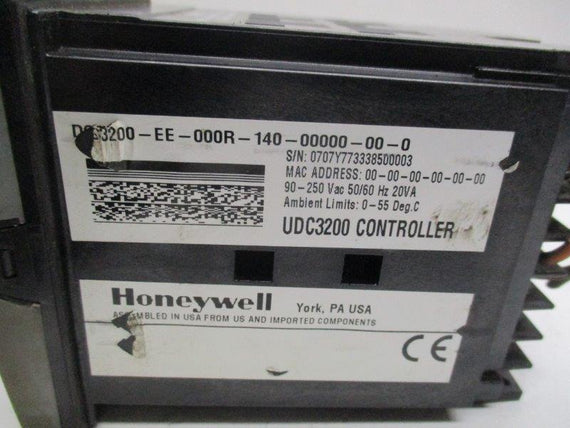 DC3200-EE-000R-140-00000-00-0
S/N: 0707Y773338500003
MAC ADDRESS: 00-00-00-00-00-00
90-250 Vac 50/60 Hz 20VA
Ambient Limits: 0-55 Deg.C
UDC3200 CONTROLLER
Honeywell York, PA USA
ASSEMBLED IN USA FROM US AND IMPORTED COMPONENTS
CE